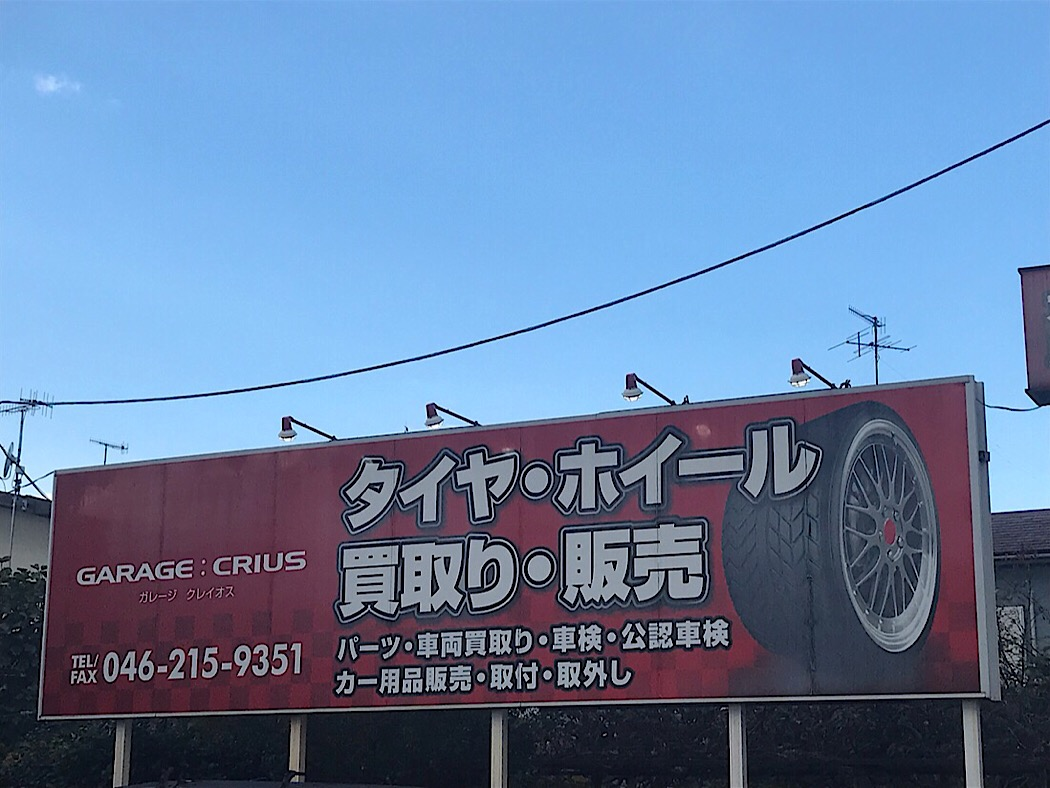 GARAGE : CRIUS
ガレージ クレイオス
TEL/FAX 046-215-9351
タイヤ・ホイール
買取り・販売
パーツ・車両買取り・車検・公認車検
カー用品販売・取付・取外し